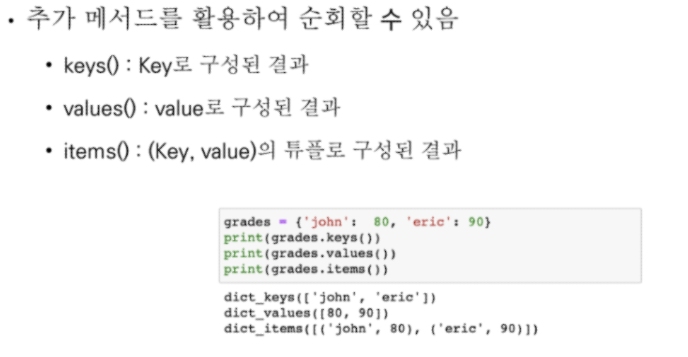 • 추가 메서드를 활용하여 순회할 수 있음
• keys() : Key로 구성된 결과
• values() : value로 구성된 결과
• items() : (Key, value)의 튜플로 구성된 결과
grades = {'john':  80, 'eric': 90}
print(grades.keys())
print(grades.values())
print(grades.items())
dict_keys(['john', 'eric'])
dict_values([80, 90])
dict_items([('john', 80), ('eric', 90)])